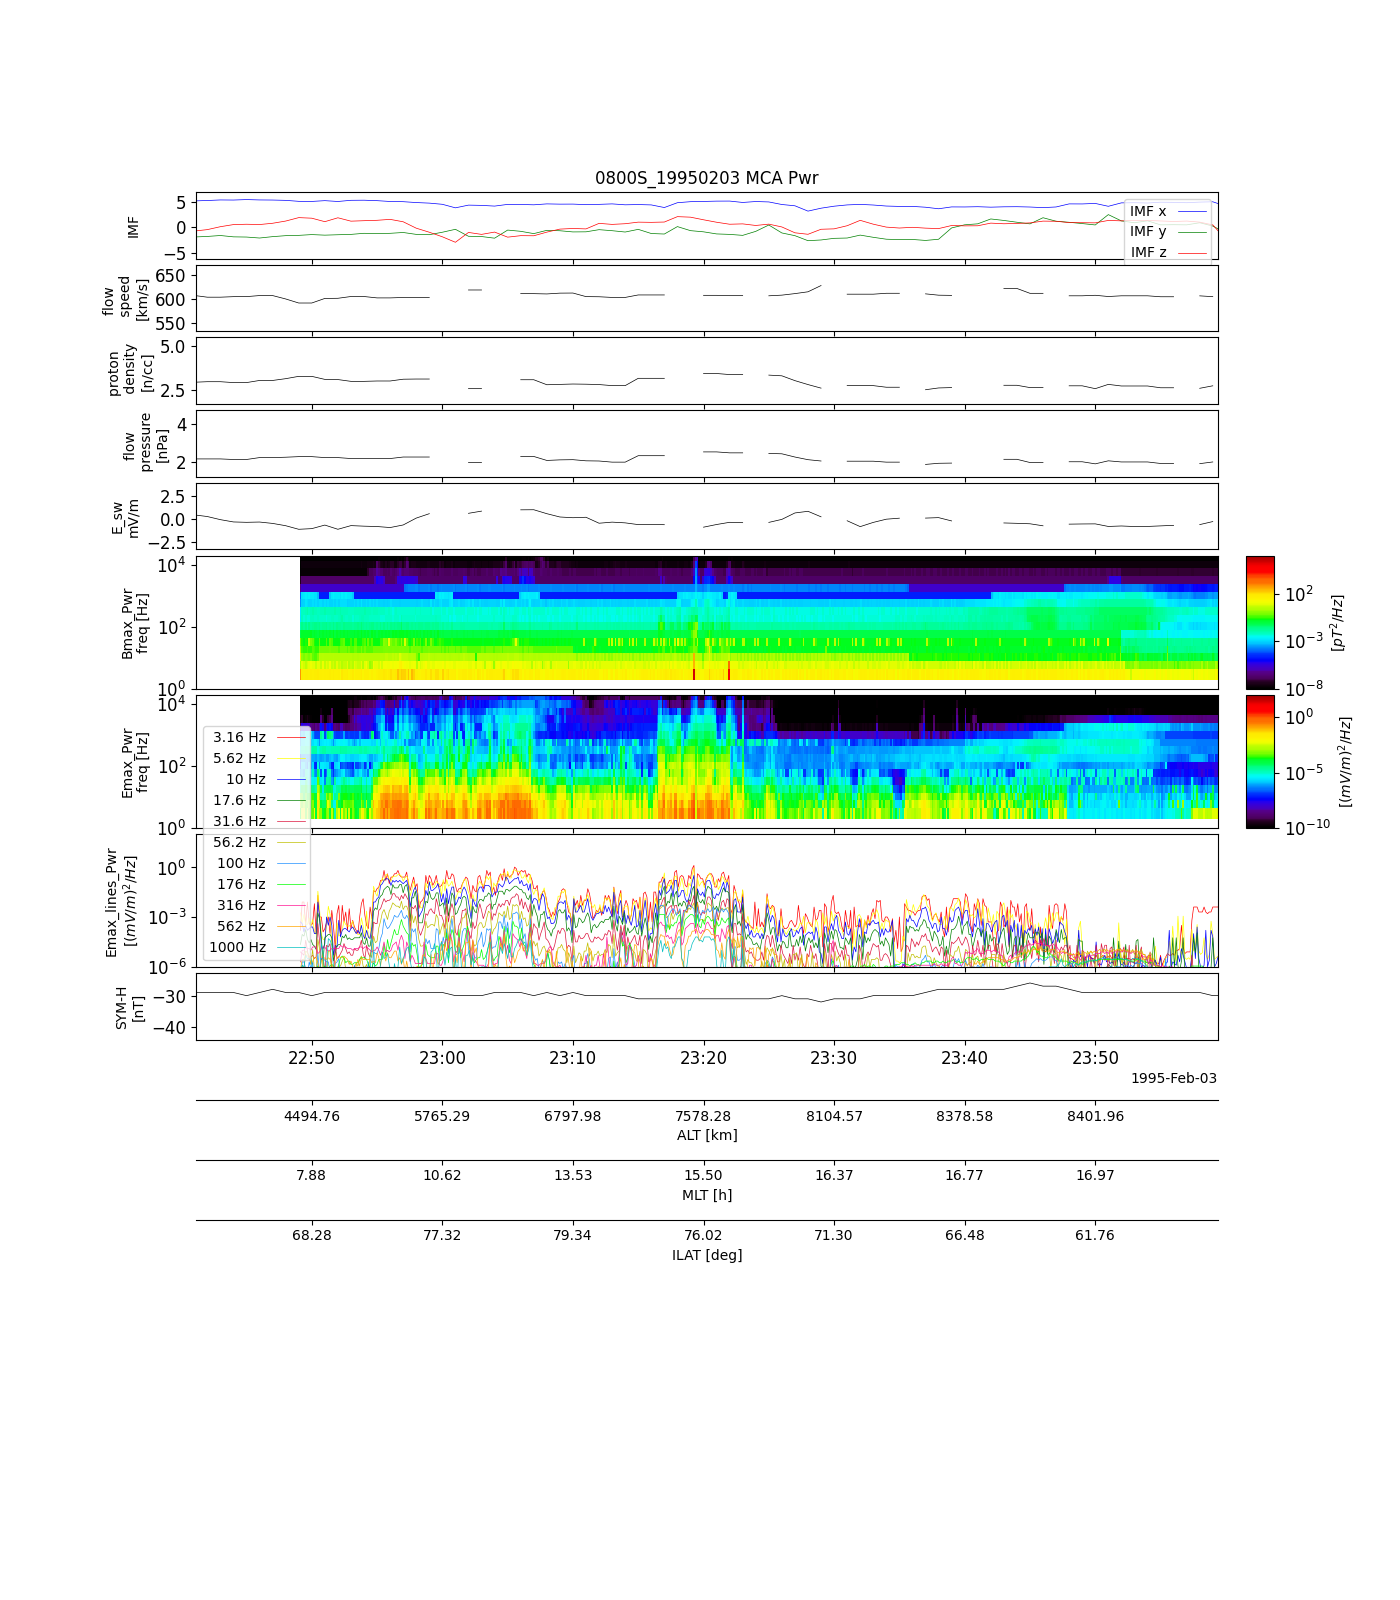 0800S_19950203 MCA Pwr
IMF
5
0
−5
IMF x
IMF y
IMF z
flow
speed
[km/s]
650
600
550
proton
density
[n/cc]
5.0
2.5
flow
pressure
[nPa]
4
2
E_sw
mV/m
2.5
0.0
−2.5
Bmax_Pwr
freq [Hz]
10^4
10^2
10^0
10^2
10^−3
10^−8
[pT^2/Hz]
Emax_Pwr
freq [Hz]
10^4
10^2
10^0
10^0
10^−5
10^−10
[(mV/m)^2/Hz]
3.16 Hz
5.62 Hz
10 Hz
17.6 Hz
31.6 Hz
56.2 Hz
100 Hz
176 Hz
316 Hz
562 Hz
1000 Hz
Emax_lines_Pwr
[(mV/m)^2/Hz]
10^0
10^−3
10^−6
SYM-H
[nT]
−30
−40
22:50 23:00 23:10 23:20 23:30 23:40 23:50
1995-Feb-03
4494.76 5765.29 6797.98 7578.28 8104.57 8378.58 8401.96
ALT [km]
7.88 10.62 13.53 15.50 16.37 16.77 16.97
MLT [h]
68.28 77.32 79.34 76.02 71.30 66.48 61.76
ILAT [deg]